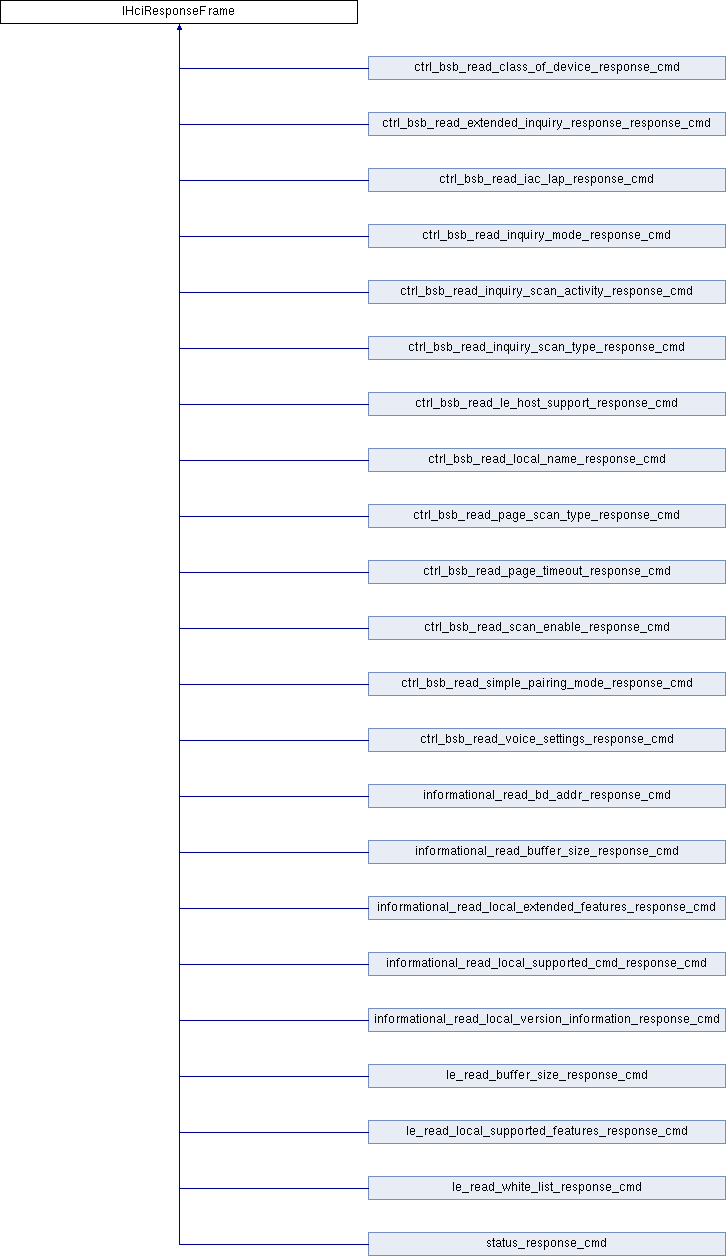 IHciResponseFrame
ctrl_bsb_read_class_of_device_response_cmd
ctrl_bsb_read_extended_inquiry_response_response_cmd
ctrl_bsb_read_iac_lap_response_cmd
ctrl_bsb_read_inquiry_mode_response_cmd
ctrl_bsb_read_inquiry_scan_activity_response_cmd
ctrl_bsb_read_inquiry_scan_type_response_cmd
ctrl_bsb_read_le_host_support_response_cmd
ctrl_bsb_read_local_name_response_cmd
ctrl_bsb_read_page_scan_type_response_cmd
ctrl_bsb_read_page_timeout_response_cmd
ctrl_bsb_read_scan_enable_response_cmd
ctrl_bsb_read_simple_pairing_mode_response_cmd
ctrl_bsb_read_voice_settings_response_cmd
informational_read_bd_addr_response_cmd
informational_read_buffer_size_response_cmd
informational_read_local_extended_features_response_cmd
informational_read_local_supported_cmd_response_cmd
informational_read_local_version_information_response_cmd
le_read_buffer_size_response_cmd
le_read_local_supported_features_response_cmd
le_read_white_list_response_cmd
status_response_cmd